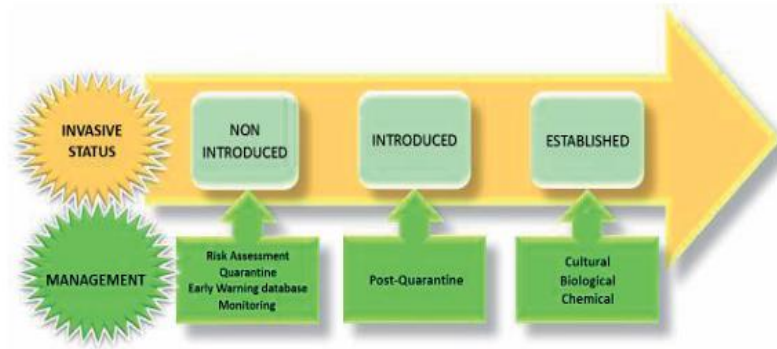 INVASIVE
STATUS
NON
INTRODUCED
INTRODUCED
ESTABLISHED
MANAGEMENT
Risk Assessment
Quarantine
Early Warning database
Monitoring
Post-Quarantine
Cultural
Biological
Chemical